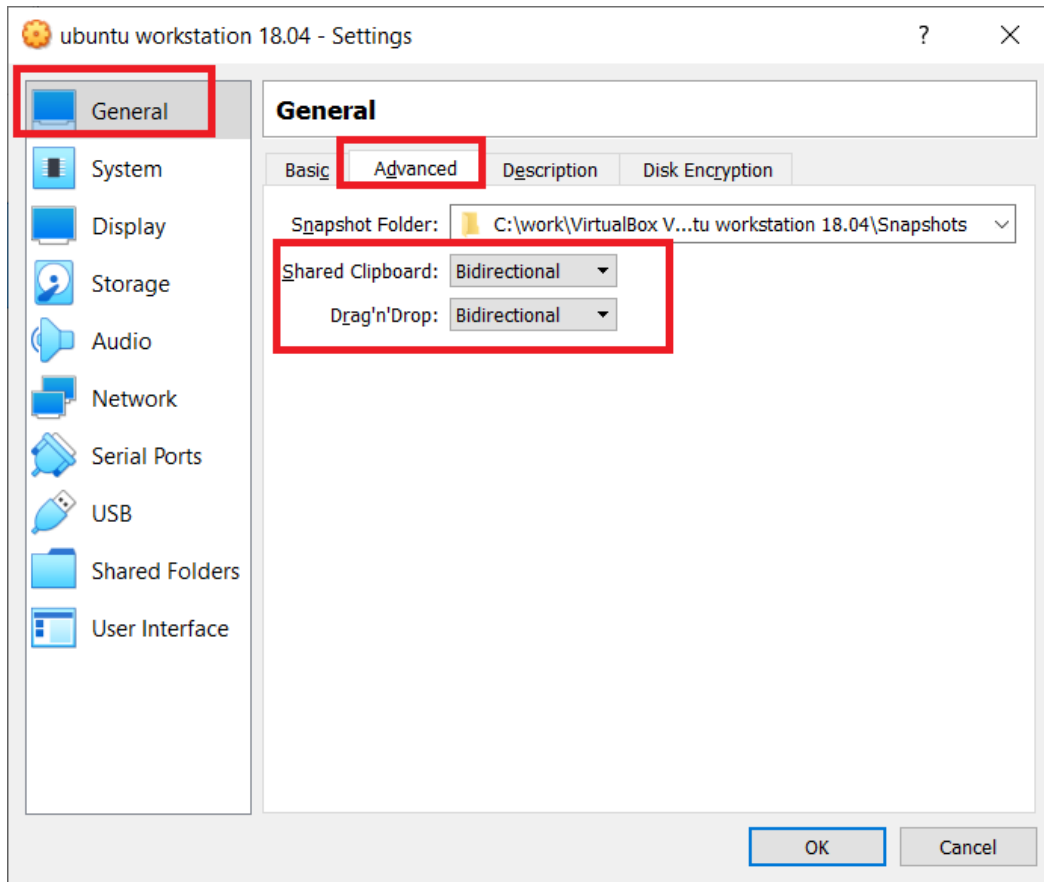 ubuntu workstation 18.04 - Settings ? ×
General
System
Display
Storage
Audio
Network
Serial Ports
USB
Shared Folders
User Interface
General
Basic Advanced Description Disk Encryption
Snapshot Folder: C:\work\VirtualBox V...tu workstation 18.04\Snapshots
Shared Clipboard: Bidirectional
Drag'n'Drop: Bidirectional
OK Cancel